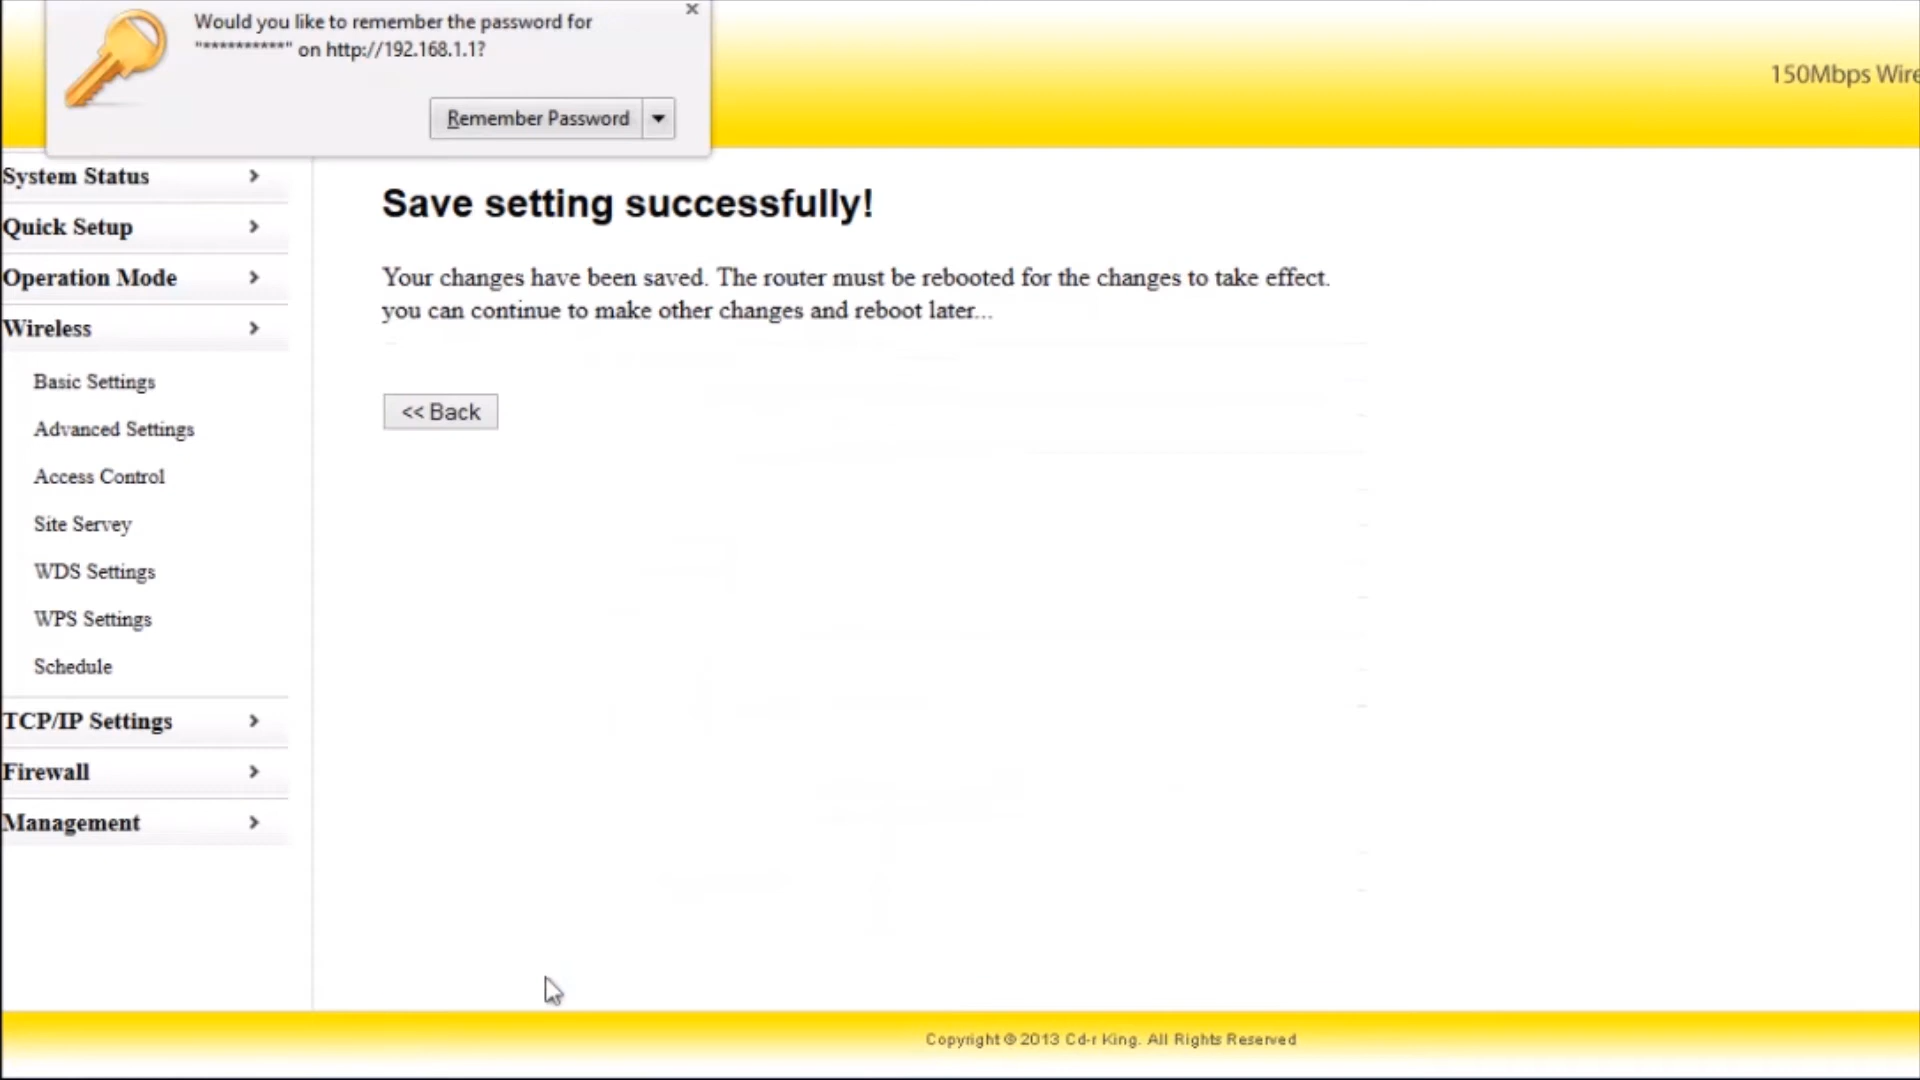 Would you like to remember the password for
"**********" on http://192.168.1.1?
Remember Password
150Mbps
System Status
Quick Setup
Operation Mode
Wireless
Basic Settings
Advanced Settings
Access Control
Site Servey
WDS Settings
WPS Settings
Schedule
TCP/IP Settings
Firewall
Management
Save setting successfully!
Your changes have been saved. The router must be rebooted for the changes to take effect.
you can continue to make other changes and reboot later...
<< Back
Copyright © 2013 Cd-r King. All Rights Reserved